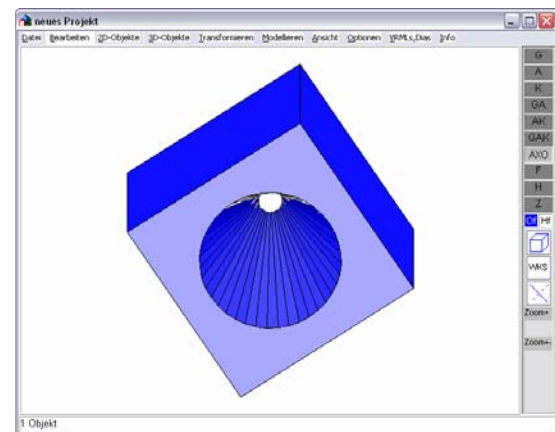 neues Projekt
Datei Bearbeiten 2D-Objekte 3D-Objekte Transformieren Modellieren Ansicht Optionen VRMLs,Dias Info
G
A
K
GA
AK
GAK
AXO
F
H
Z
Of Hf
WKS
Zoom+
Zoom+-
1 Objekt